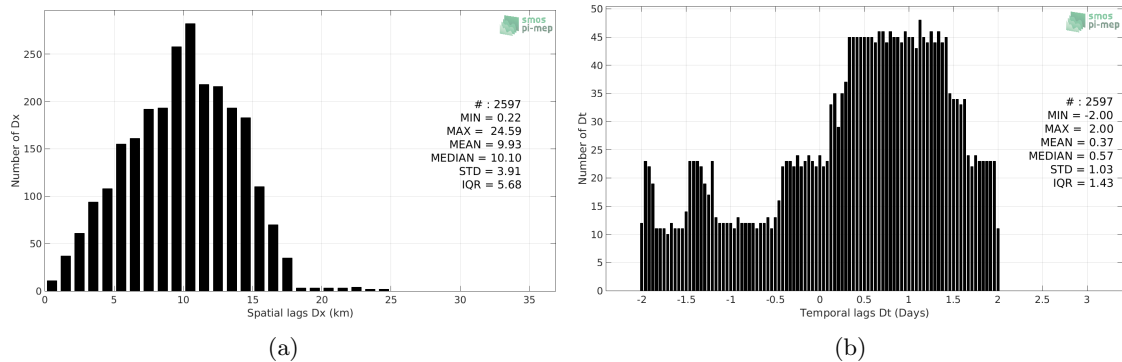 smos
pi-mep
250
200
150
100
50
0
Number of Dx
# : 2597
MIN = 0.22
MAX = 24.59
MEAN = 9.93
MEDIAN = 10.10
STD = 3.91
IQR = 5.68
0 5 10 15 20 25 30 35
Spatial lags Dx (km)
(a)
smos
pi-mep
50
45
40
35
30
25
20
15
10
5
0
Number of Dt
# : 2597
MIN = -2.00
MAX = 2.00
MEAN = 0.37
MEDIAN = 0.57
STD = 1.03
IQR = 1.43
-2 -1.5 -1 -0.5 0 0.5 1 1.5 2 2.5 3
Temporal lags Dt (Days)
(b)